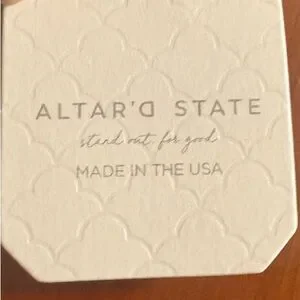 ALTAR'D STATE
stand out. for good.
MADE IN THE USA